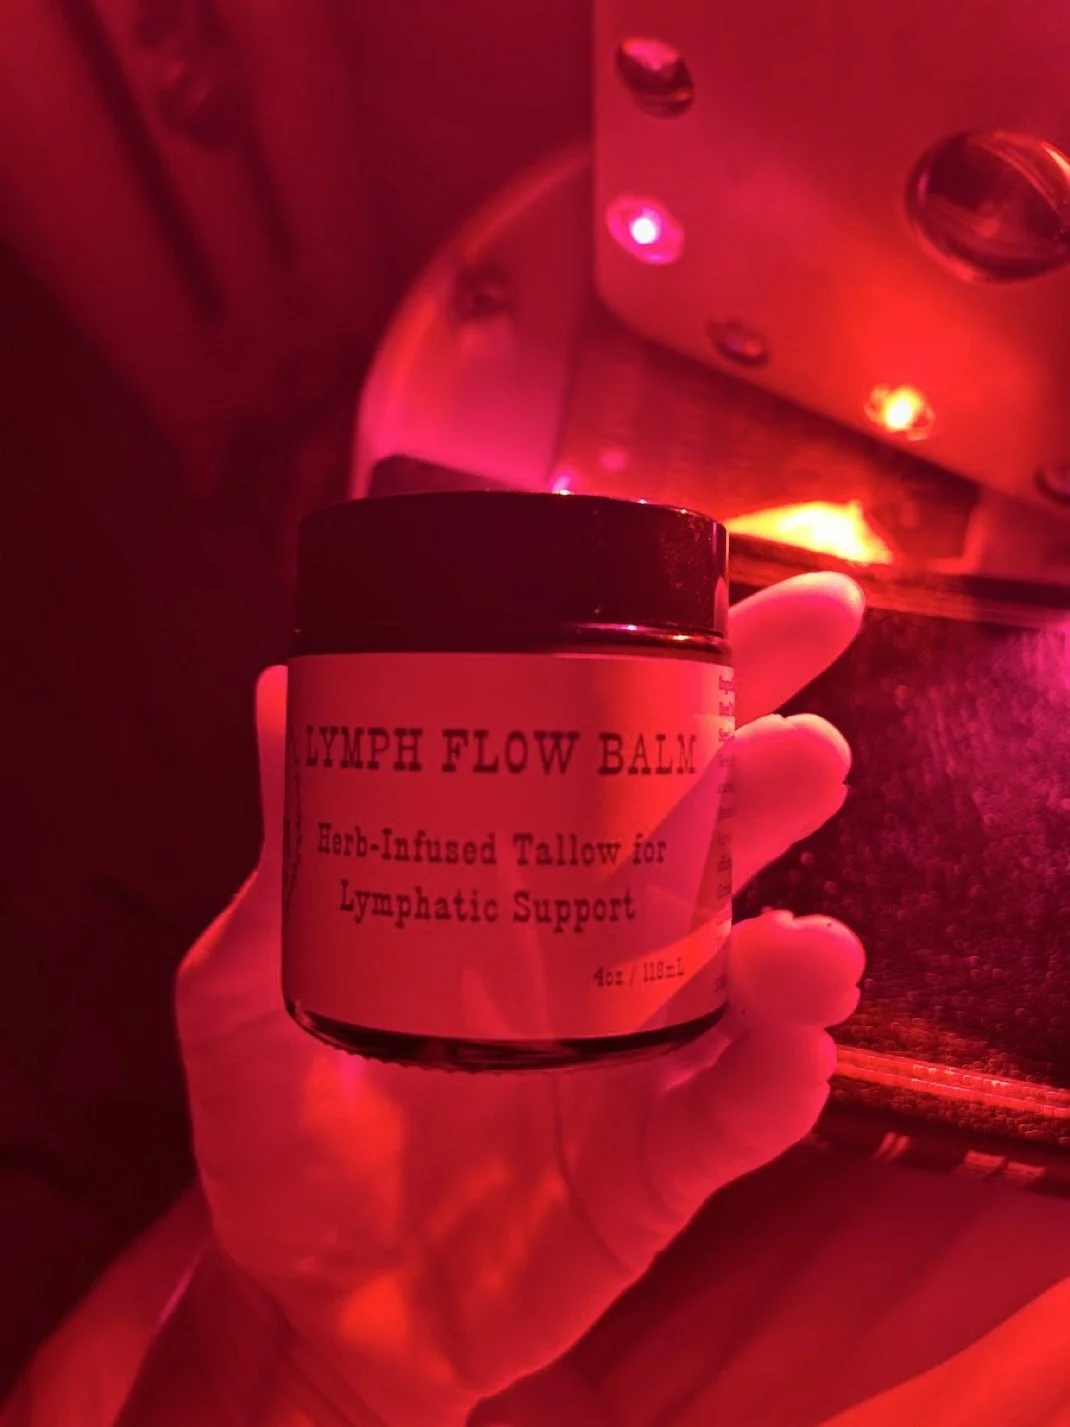 LYMPH FLOW BALM
Herb-Infused Tallow for
Lymphatic Support
4oz / 118mL